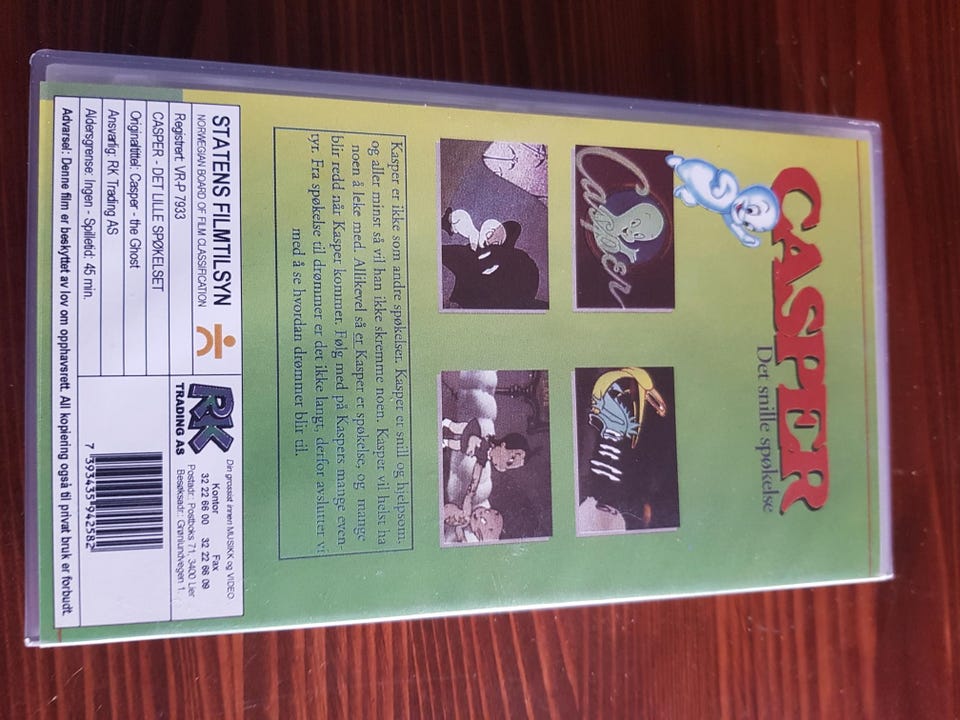 CASPER
Det snille spøkelse
Casper
Kasper er ikke som andre spøkelser. Kasper er snill og hjelpsom.
og aller minst så vil han ikke skremme noen. Kasper vil helst ha
noen å leke med. Allikevel så er Kasper et spøkelse, og mange
blir redd når Kasper kommer. Følg med på Kaspers mange even-
tyr. Fra spøkelse til drømmer er det ikke langt, derfor avslutter vi
med å se hvordan drømmer blir til.
STATENS FILMTILSYN
NORWEGIAN BOARD OF FILM CLASSIFICATION
Registrert: VR-P 7933
CASPER - DET LILLE SPØKELSET
Originaltittel: Casper - the Ghost
Ansvarlig: RK Trading AS
Aldersgrense: Ingen - Spilletid: 45 min.
Advarsel: Denne film er beskyttet av lov om opphavsrett. All kopiering også til privat bruk er forbudt.
RK
TRADING AS
Din grossist innen MUSIKK og VIDEO
Kontor Fax
32 22 66 00 32 22 66 09
Postadr.: Postboks 71, 3400 Lier
Besøksadr.: Grønlundvegen 1.
7 393435 942582